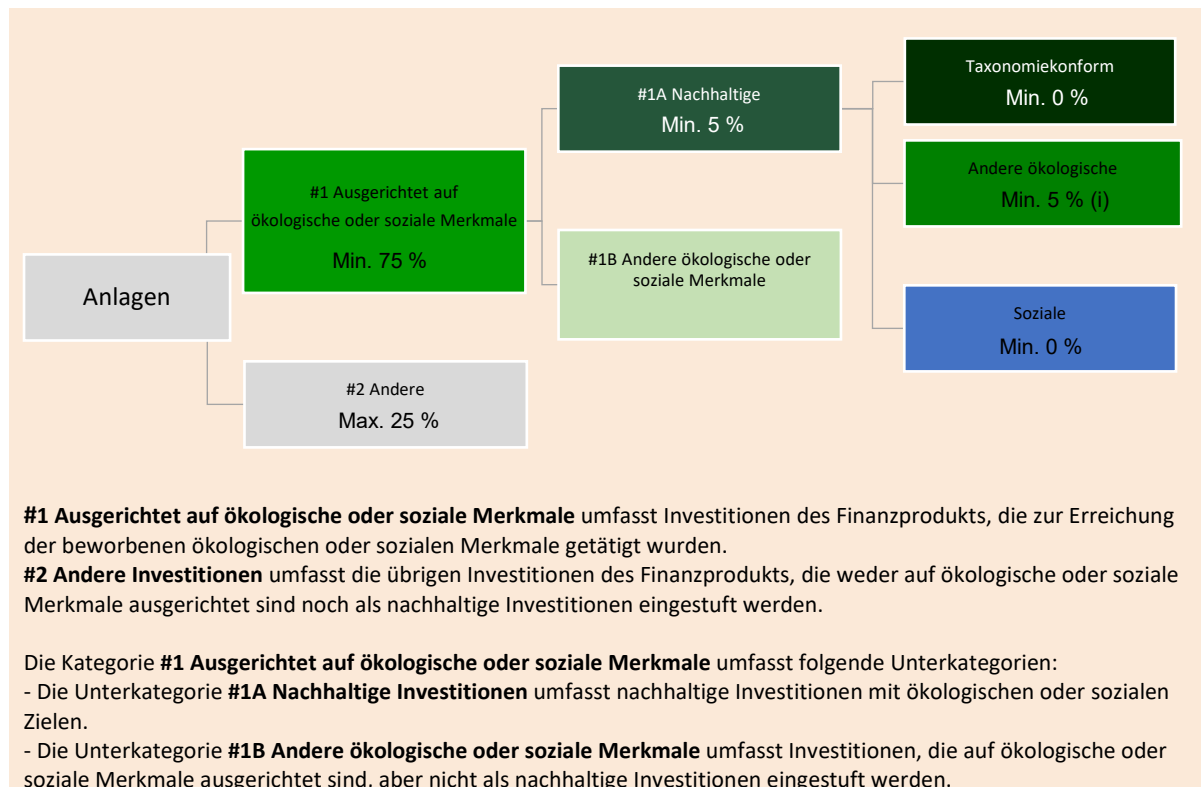 Anlagen
#1 Ausgerichtet auf
ökologische oder soziale Merkmale
Min. 75 %
#2 Andere
Max. 25 %
#1A Nachhaltige
Min. 5 %
#1B Andere ökologische oder
soziale Merkmale
Taxonomiekonform
Min. 0 %
Andere ökologische
Min. 5 % (i)
Soziale
Min. 0 %
#1 Ausgerichtet auf ökologische oder soziale Merkmale umfasst Investitionen des Finanzprodukts, die zur Erreichung
der beworbenen ökologischen oder sozialen Merkmale getätigt wurden.
#2 Andere Investitionen umfasst die übrigen Investitionen des Finanzprodukts, die weder auf ökologische oder soziale
Merkmale ausgerichtet sind noch als nachhaltige Investitionen eingestuft werden.
Die Kategorie #1 Ausgerichtet auf ökologische oder soziale Merkmale umfasst folgende Unterkategorien:
- Die Unterkategorie #1A Nachhaltige Investitionen umfasst nachhaltige Investitionen mit ökologischen oder sozialen
Zielen.
- Die Unterkategorie #1B Andere ökologische oder soziale Merkmale umfasst Investitionen, die auf ökologische oder
soziale Merkmale ausgerichtet sind, aber nicht als nachhaltige Investitionen eingestuft werden.